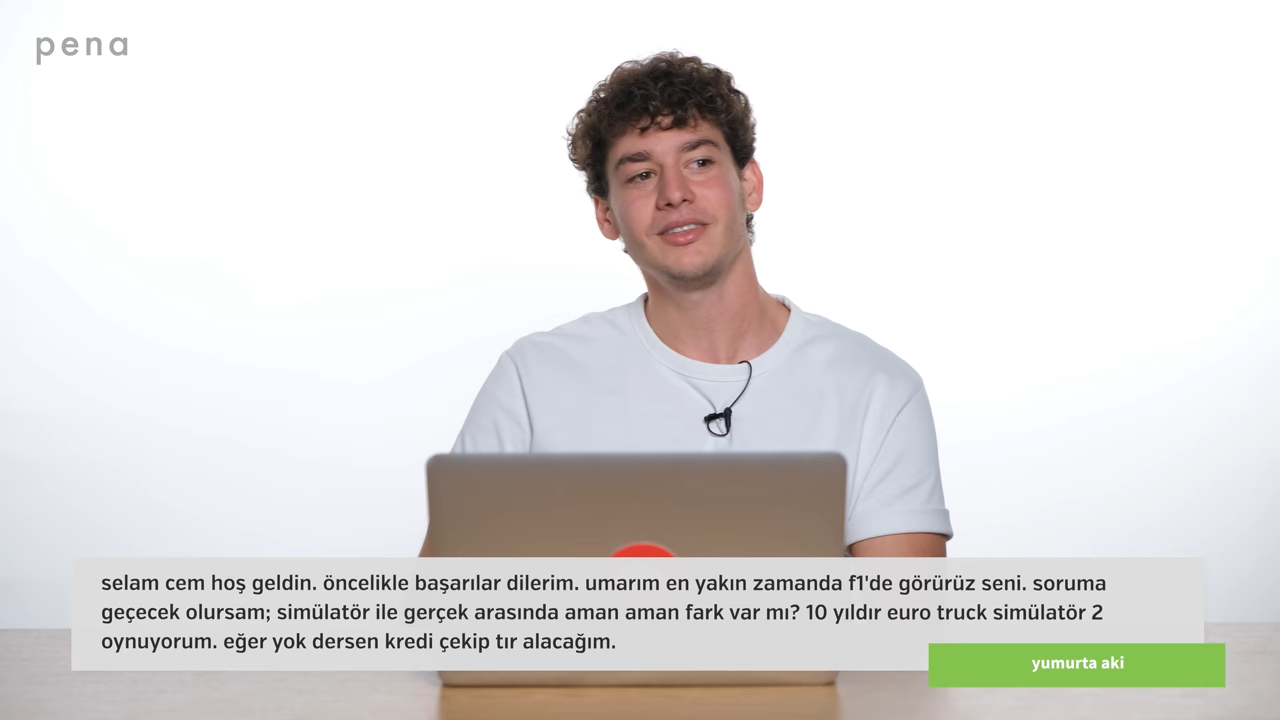 pena
selam cem hoş geldin. öncelikle başarılar dilerim. umarım en yakın zamanda f1'de görürüz seni. soruma
geçecek olursam; simülatör ile gerçek arasında aman aman fark var mı? 10 yıldır euro truck simülatör 2
oynuyorum. eğer yok dersen kredi çekip tır alacağım.
yumurta aki